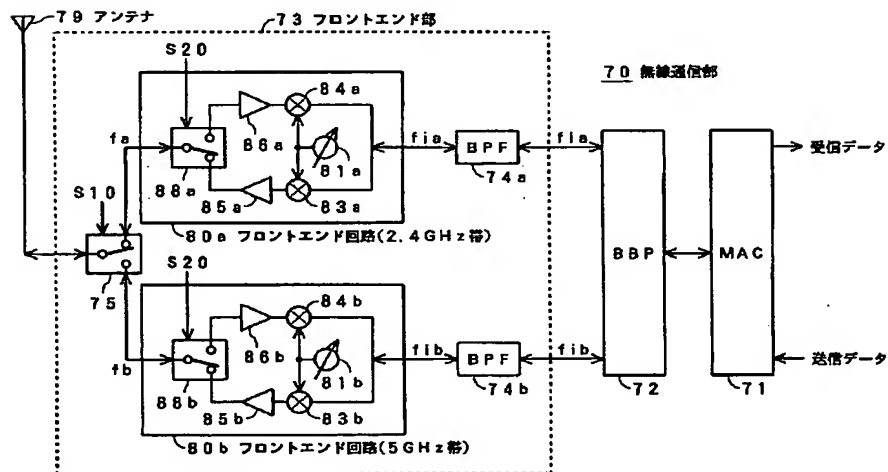 79 アンテナ
73 フロントエンド部
70 無線通信部
S20
84a
86a
81a
88a
85a
83a
fa
fia
BPF
74a
fia
80a フロントエンド回路(2.4GHz帯)
S10
75
S20
84b
86b
81b
88b
85b
83b
fb
fib
BPF
74b
fib
80b フロントエンド回路(5GHz帯)
BBP
72
MAC
71
受信データ
送信データ